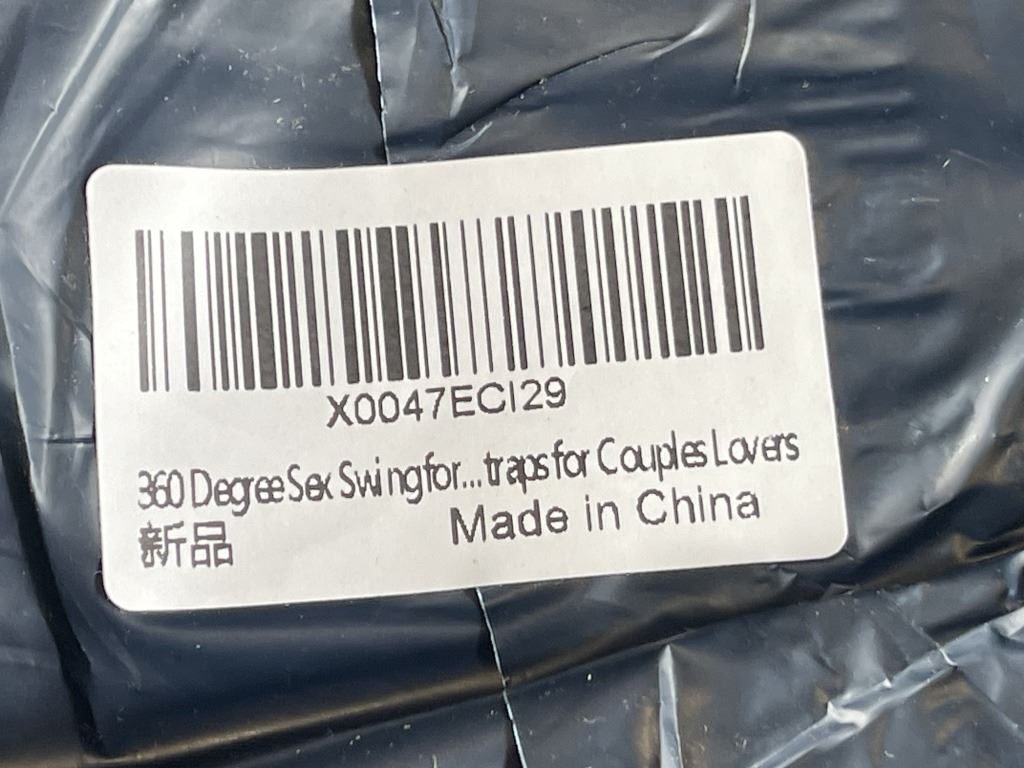 X0047ECI29
360 Degree Sex Swing for...traps for Couples Lovers
新品
Made in China